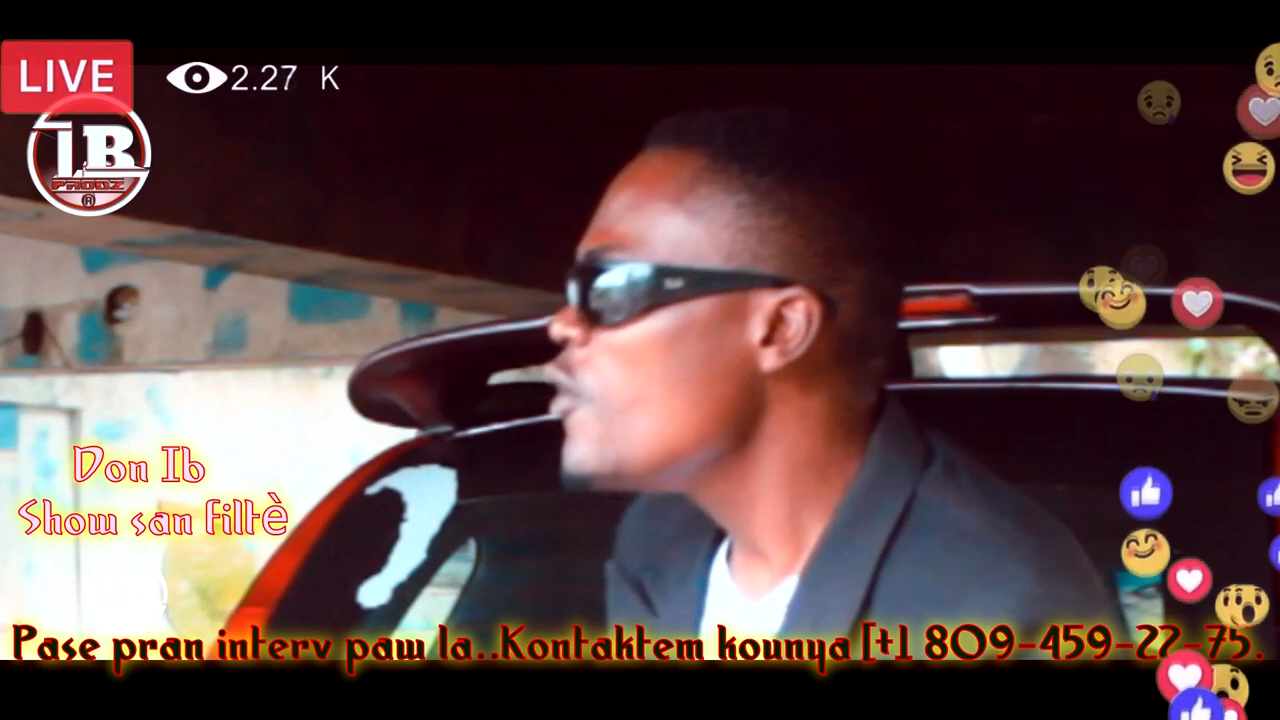 LIVE
2.27 K
IB
PRODZ
®
Don Ib
Show san filtè
Pase pran interv paw la..Kontaktem kounya [+1 809-459-22-75.